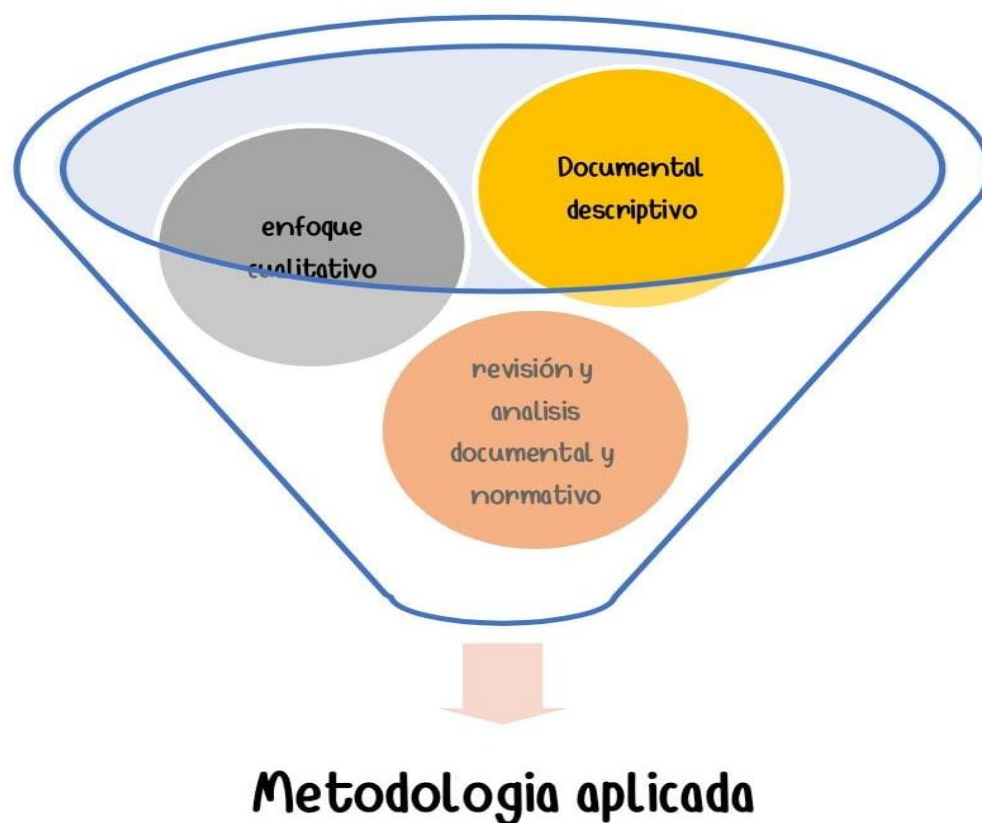 Documental
descriptivo
enfoque
cualitativo
revisión y
analisis
documental y
normativo
Metodologia aplicada